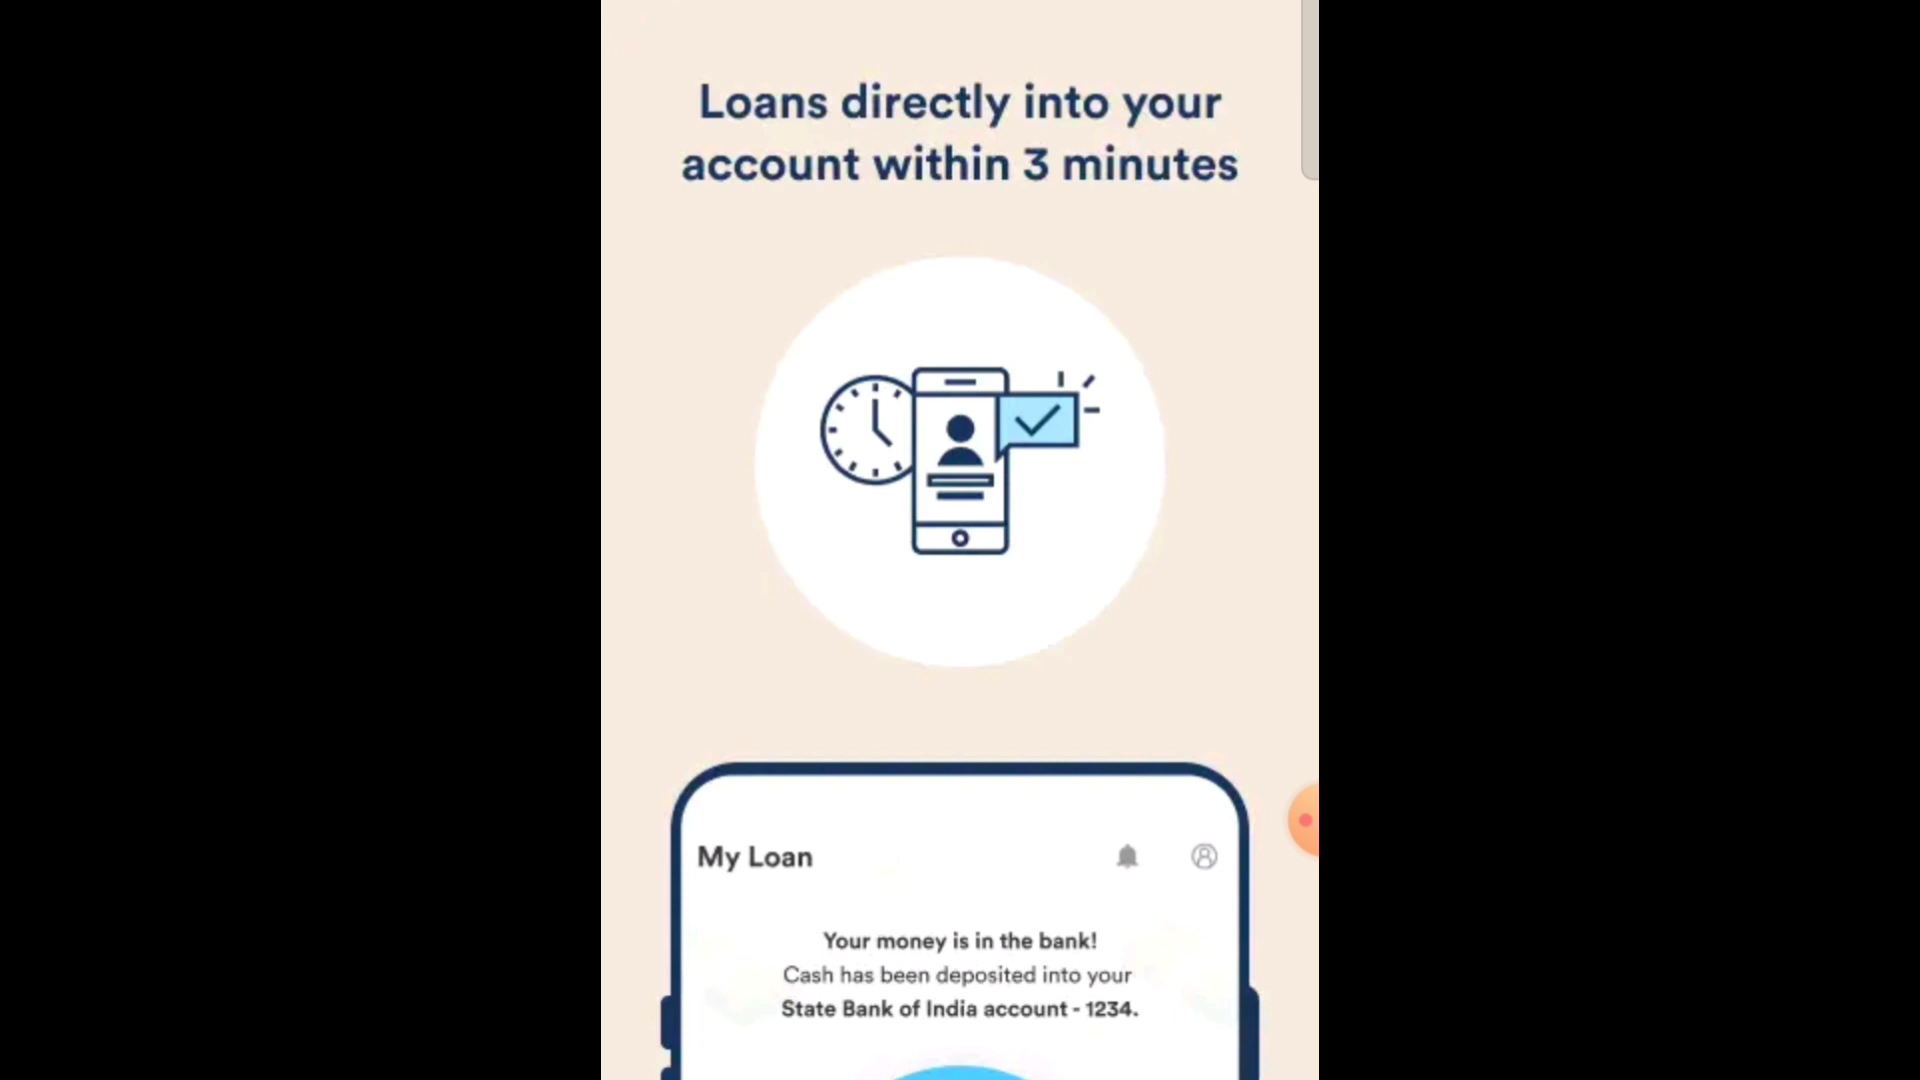 Loans directly into your
account within 3 minutes
My Loan
Your money is in the bank!
Cash has been deposited into your
State Bank of India account - 1234.